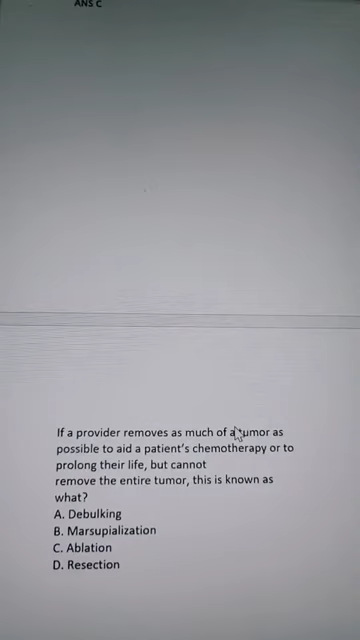 ANS C
If a provider removes as much of a tumor as
possible to aid a patient's chemotherapy or to
prolong their life, but cannot
remove the entire tumor, this is known as
what?
A. Debulking
B. Marsupialization
C. Ablation
D. Resection